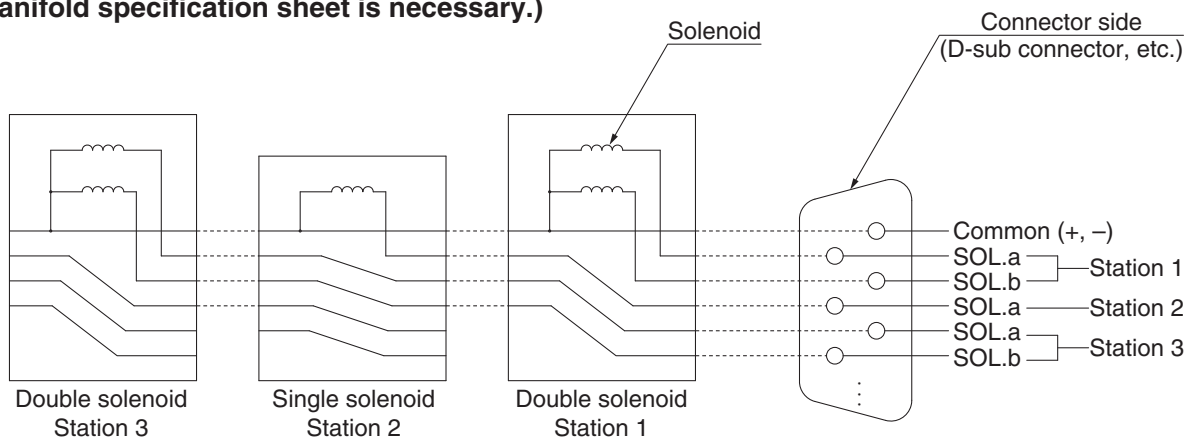 anifold specification sheet is necessary.)
Solenoid
Connector side
(D-sub connector, etc.)
Common (+, –)
SOL.a
SOL.b
Station 1
SOL.a
Station 2
SOL.a
SOL.b
Station 3
Double solenoid
Station 3
Single solenoid
Station 2
Double solenoid
Station 1